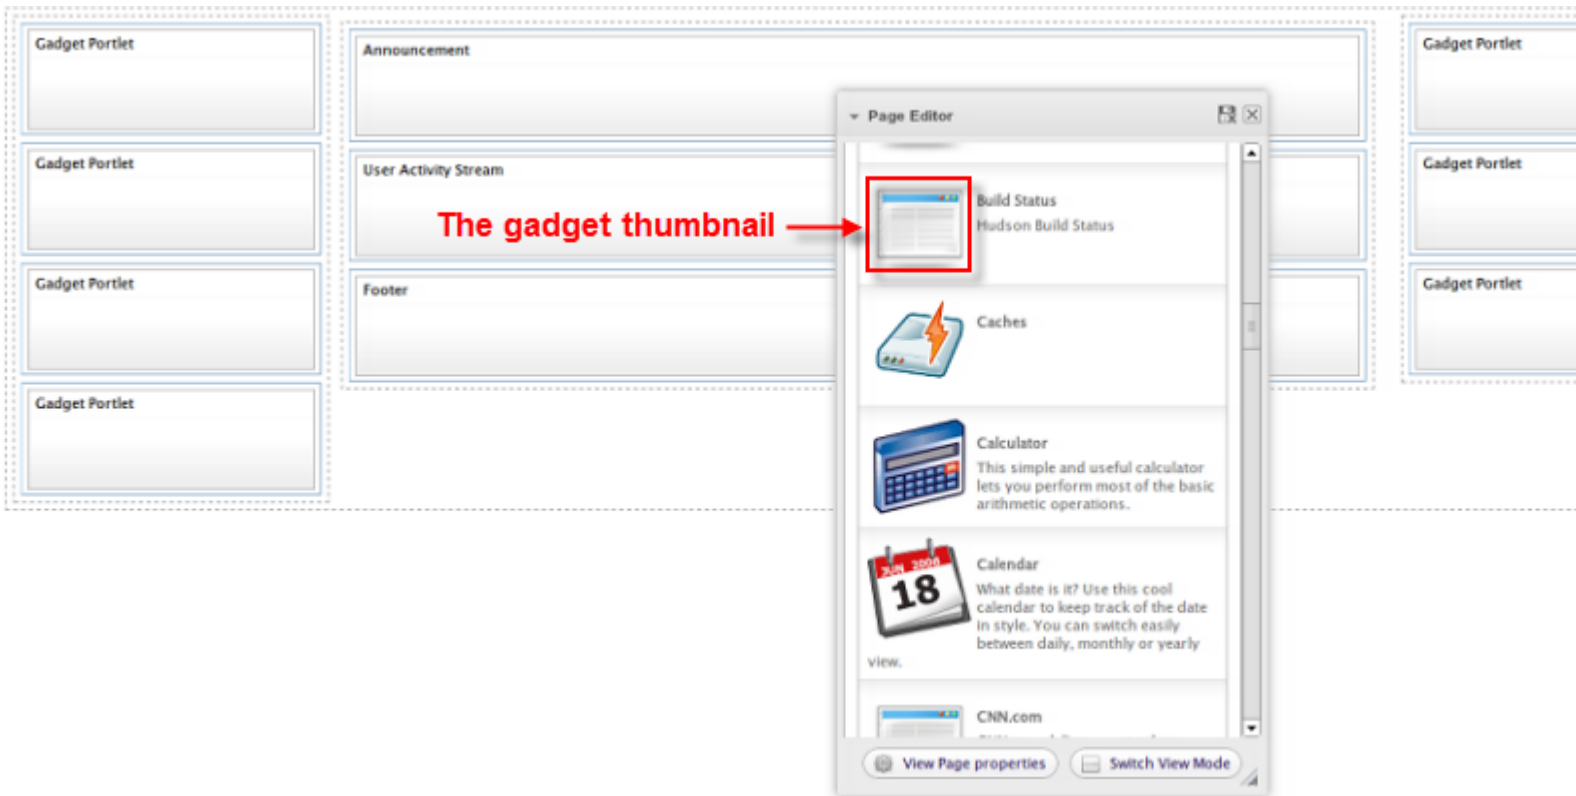 Gadget Portlet
Gadget Portlet
Gadget Portlet
Gadget Portlet
Announcement
User Activity Stream
Footer
The gadget thumbnail
Page Editor
Build Status
Hudson Build Status
Caches
Calculator
This simple and useful calculator
lets you perform most of the basic
arithmetic operations.
JUN 2008
18
Calendar
What date is it? Use this cool
calendar to keep track of the date
in style. You can switch easily
between daily, monthly or yearly
view.
CNN.com
View Page properties
Switch View Mode
Gadget Portlet
Gadget Portlet
Gadget Portlet